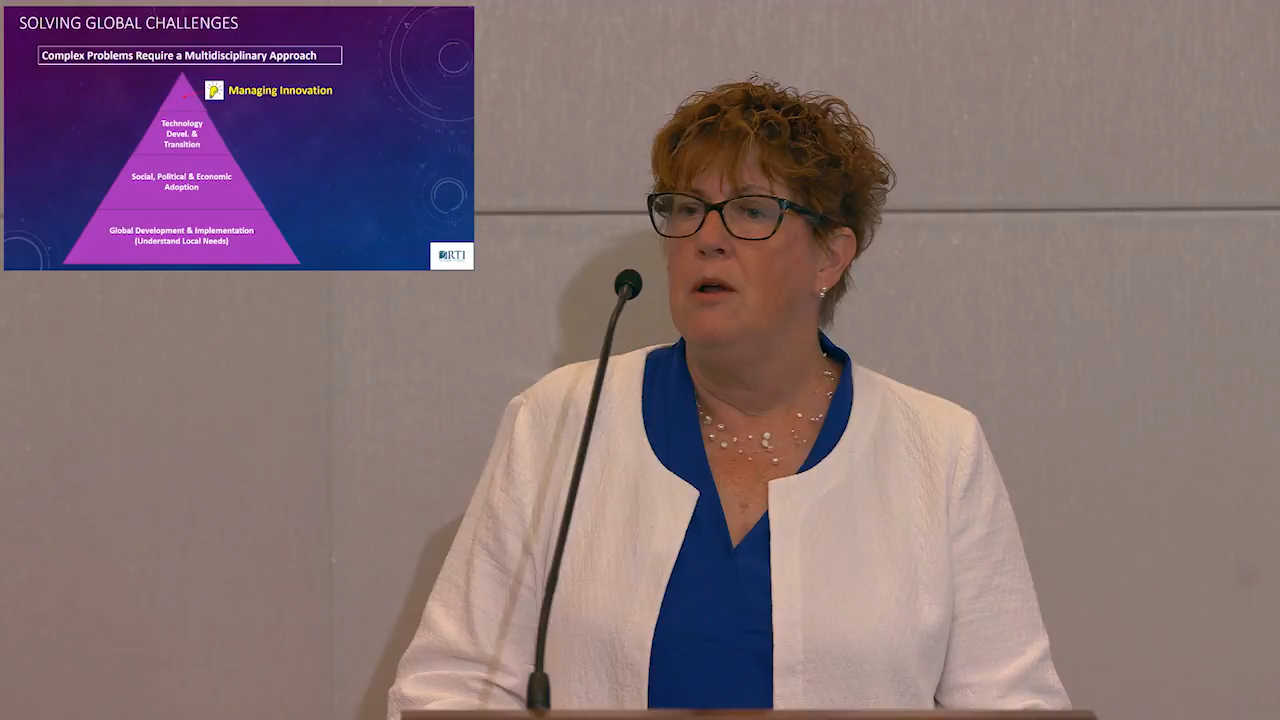 SOLVING GLOBAL CHALLENGES
Complex Problems Require a Multidisciplinary Approach
Managing Innovation
Technology
Devel. &
Transition
Social, Political & Economic
Adoption
Global Development & Implementation
(Understand Local Needs)
RTI